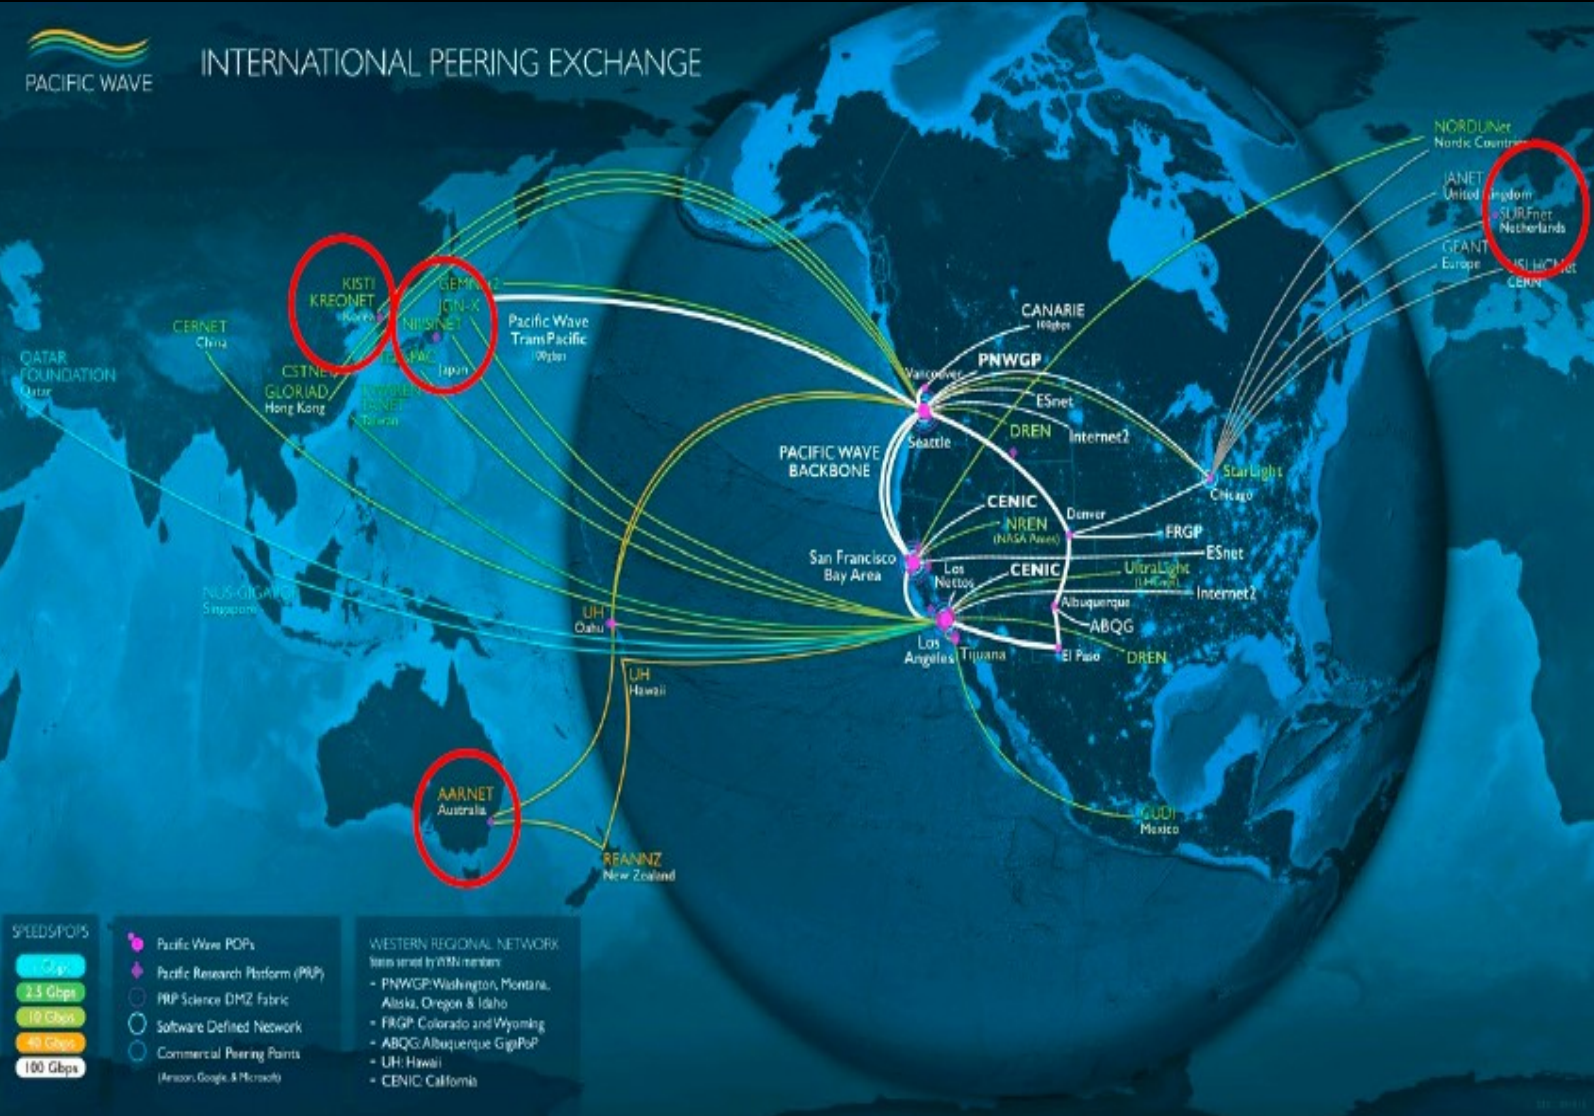 PACIFIC WAVE
INTERNATIONAL PEERING EXCHANGE
NORDUNet
Nordic Countries
JANET
United Kingdom
SURFnet
Netherlands
GEANT
Europe
CERN
KISTI
KREONET
Korea
GEMnet2
JGN-X
Japan
CERNET
China
QATAR
FOUNDATION
Qatar
GLORIAD
Hong Kong
Taiwan
Singapore
Pacific Wave
TransPacific
100gbps
CANARIE
100gbps
PNWGP
Vancouver
ESnet
Seattle
DREN
Internet2
PACIFIC WAVE
BACKBONE
StarLight
Chicago
CENIC
NREN
(NASA Ames)
Denver
FRGP
ESnet
San Francisco
Bay Area
Los
Nettos
CENIC
UltraLight
Internet2
Albuquerque
ABQG
Los
Angeles
Tijuana
El Paso
DREN
UH
Oahu
UH
Hawaii
AARNET
Australia
REANNZ
New Zealand
CUDI
Mexico
SPEEDS/POPS
1 Gbps
2.5 Gbps
10 Gbps
40 Gbps
100 Gbps
Pacific Wave POPs
Pacific Research Platform (PRP)
PRP Science DMZ Fabric
Software Defined Network
Commercial Peering Points
(Amazon, Google, & Microsoft)
WESTERN REGIONAL NETWORK
States served by WRN members:
- PNWGP: Washington, Montana,
Alaska, Oregon & Idaho
- FRGP: Colorado and Wyoming
- ABQG: Albuquerque GigaPoP
- UH: Hawaii
- CENIC: California